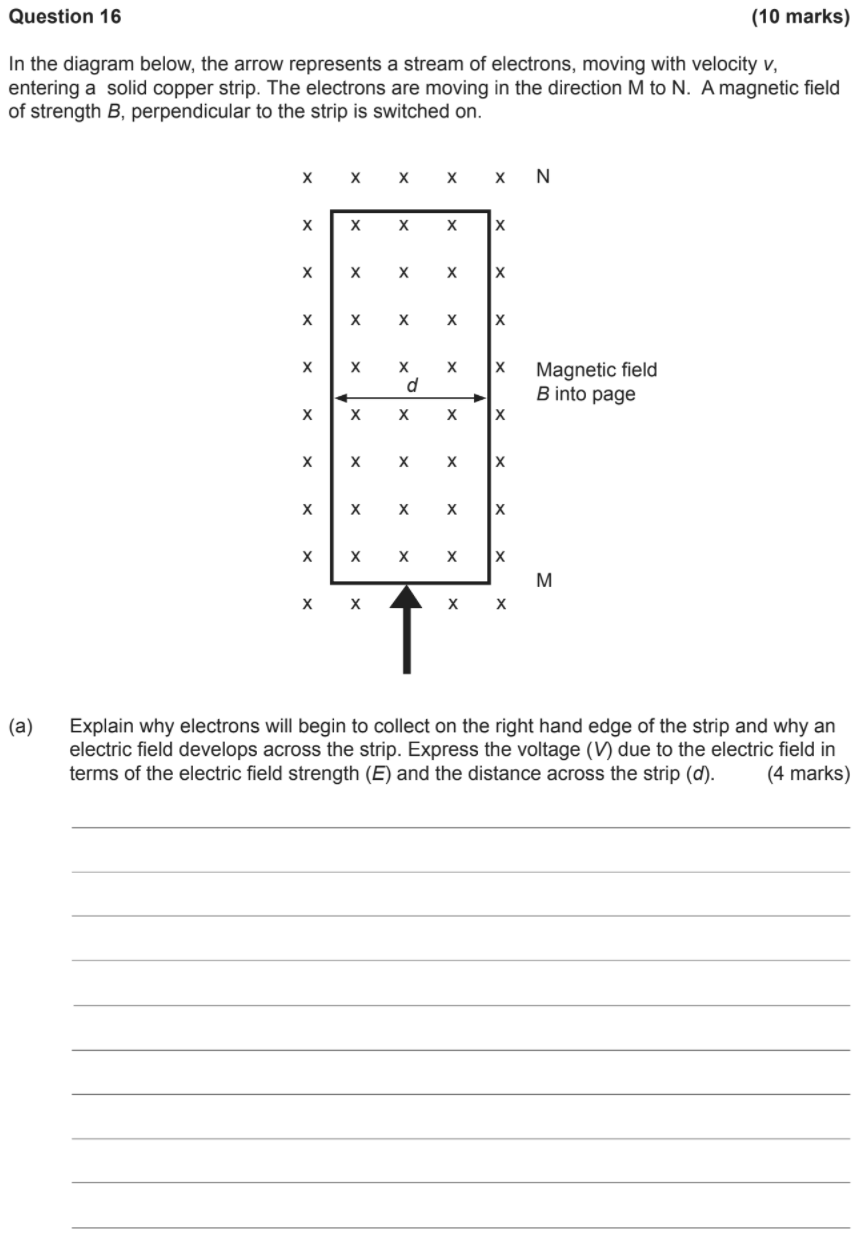 Question 16 (10 marks)
In the diagram below, the arrow represents a stream of electrons, moving with velocity v,
entering a solid copper strip. The electrons are moving in the direction M to N. A magnetic field
of strength B, perpendicular to the strip is switched on.
x x x x x N
x x x x x
x x x x x
x x x x x
x x x x x Magnetic field
d
B into page
x x x x x
x x x x x
x x x x x
x x x x x
M
x x x x
(a) Explain why electrons will begin to collect on the right hand edge of the strip and why an
electric field develops across the strip. Express the voltage (V) due to the electric field in
terms of the electric field strength (E) and the distance across the strip (d). (4 marks)